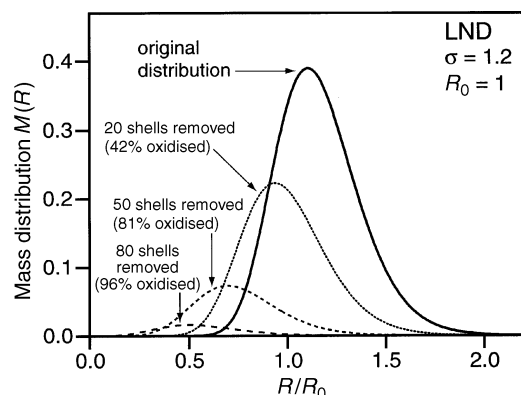 LND
σ = 1.2
R₀ = 1
original
distribution
20 shells removed
(42% oxidised)
50 shells removed
(81% oxidised)
80 shells
removed
(96% oxidised)
Mass distribution M(R)
0.4
0.3
0.2
0.1
0.0
0.0 0.5 1.0 1.5 2.0
R/R₀